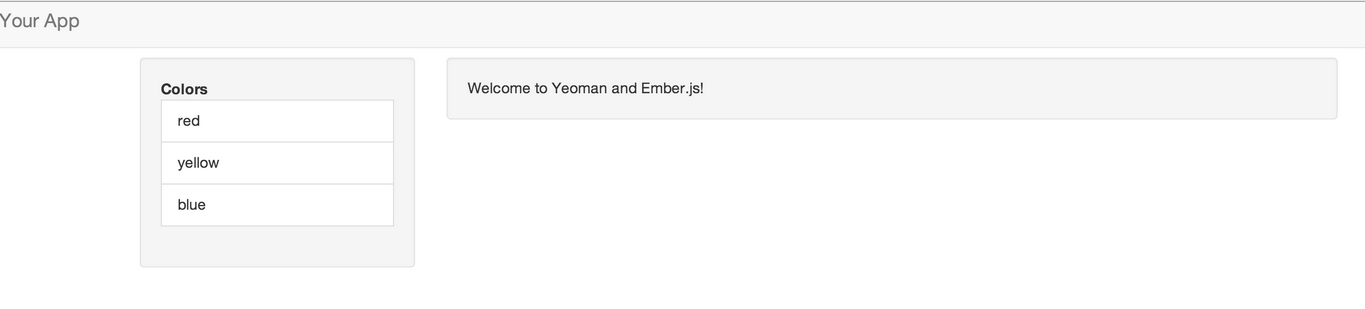 Your App
Colors
red
yellow
blue
Welcome to Yeoman and Ember.js!